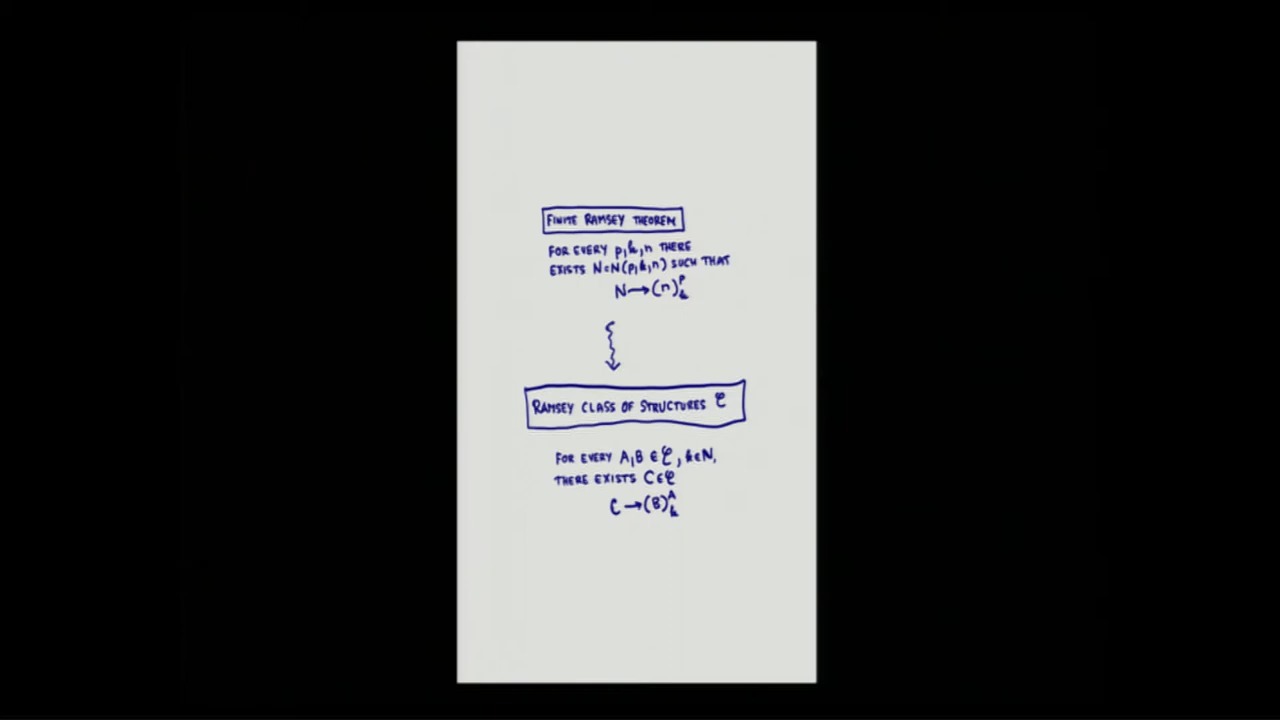 FINITE RAMSEY THEOREM
FOR EVERY p,k,n THERE
EXISTS N=N(p,k,n) SUCH THAT
N→(n)^p_k
RAMSEY CLASS OF STRUCTURES 𝒞
FOR EVERY A,B ∈ 𝒞, k∈N,
THERE EXISTS C∈𝒞
C→(B)^A_k